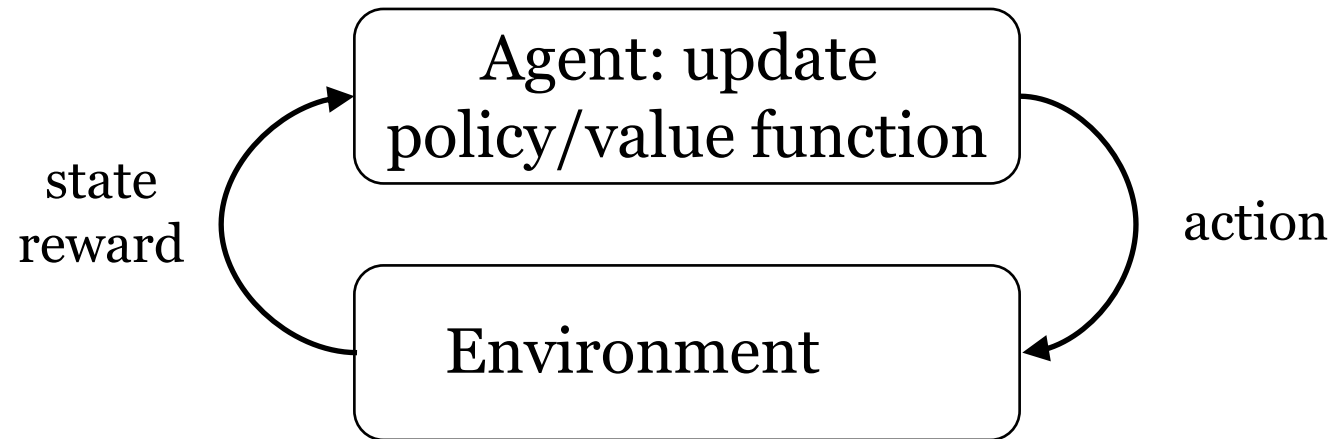 Agent: update
policy/value function
state
reward
action
Environment